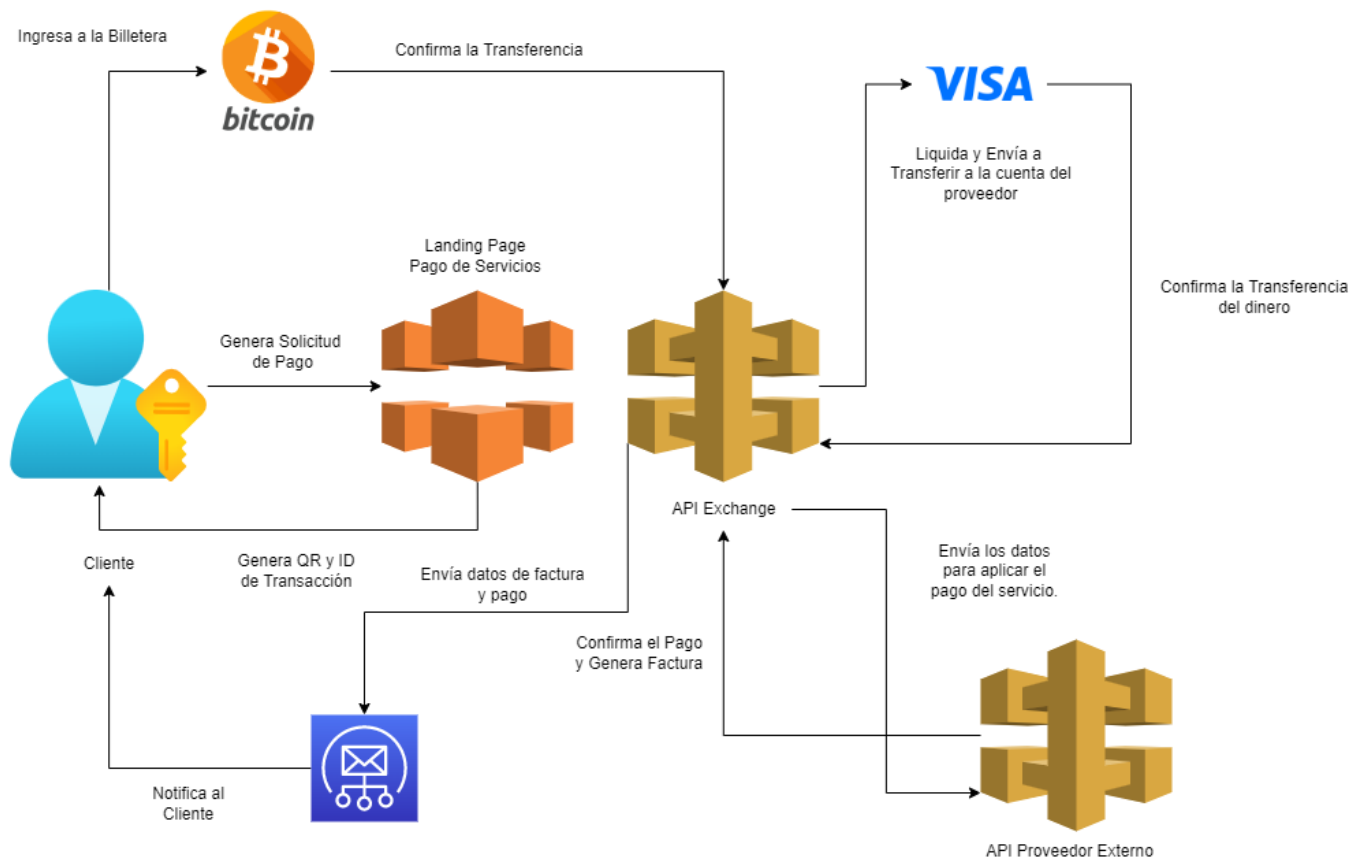 Ingresa a la Billetera
bitcoin
Confirma la Transferencia
VISA
Liquida y Envía a
Transferir a la cuenta del
proveedor
Landing Page
Pago de Servicios
Confirma la Transferencia
del dinero
Genera Solicitud
de Pago
API Exchange
Cliente
Genera QR y ID
de Transacción
Envía datos de factura
y pago
Envía los datos
para aplicar el
pago del servicio.
Confirma el Pago
y Genera Factura
Notifica al
Cliente
API Proveedor Externo